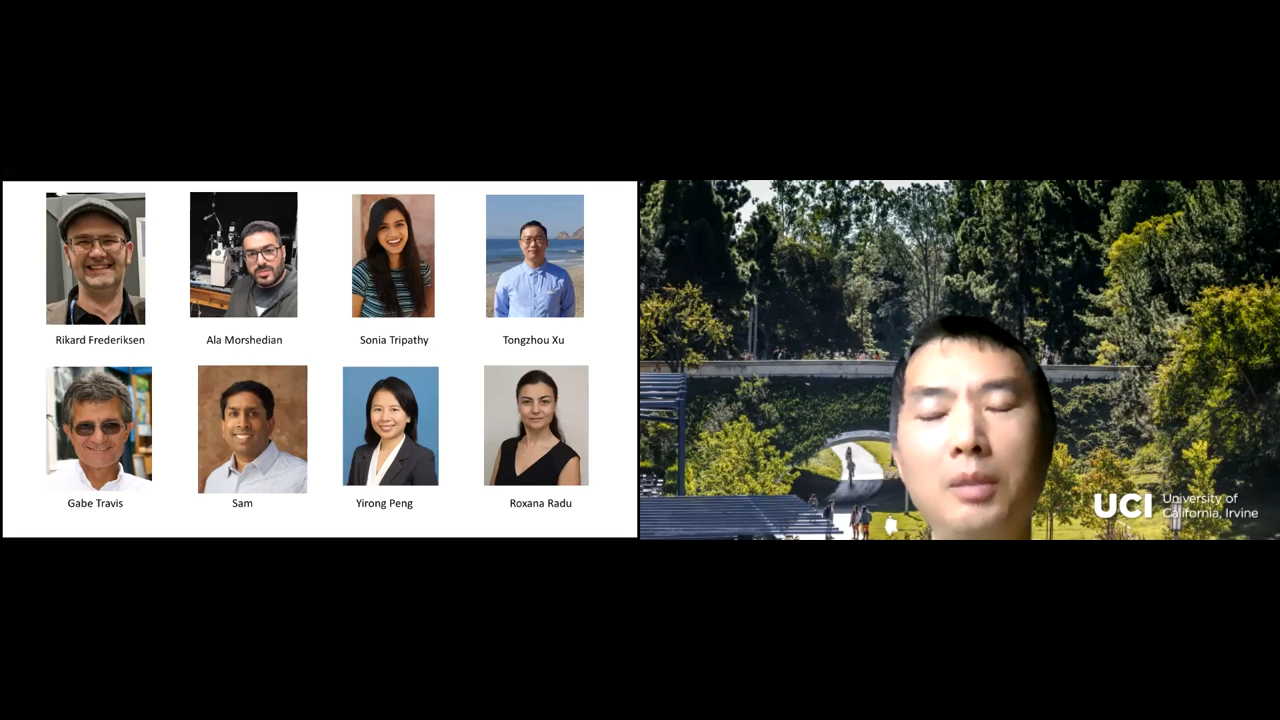 Rikard Frederiksen
Ala Morshedian
Sonia Tripathy
Tongzhou Xu
Gabe Travis
Sam
Yirong Peng
Roxana Radu
UCI University of
California, Irvine